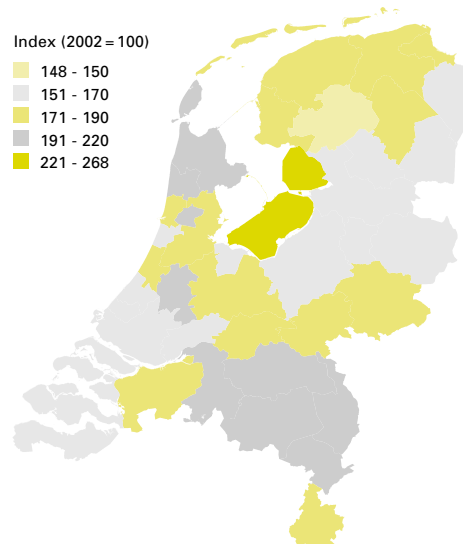 Index (2002 = 100)
148 - 150
151 - 170
171 - 190
191 - 220
221 - 268